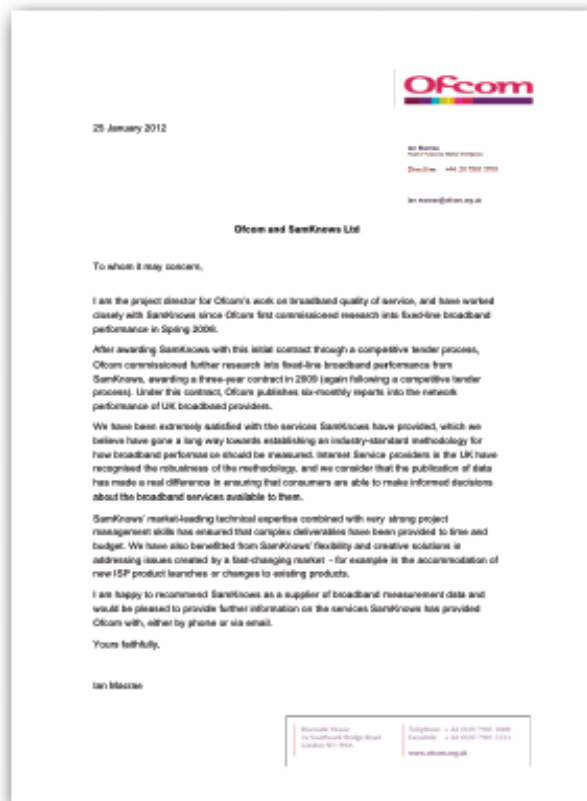 Ofcom
25 January 2012
Ian Macrae
Ofcom and SamKnows Ltd
To whom it may concern,
I am the project director for Ofcom's work on broadband quality of service, and have worked
closely with SamKnows since Ofcom first commissioned research into fixed-line broadband
performance in Spring 2008.
After awarding SamKnows with this initial contract through a competitive tender process,
Ofcom commissioned further research into fixed-line broadband performance from
SamKnows, awarding a three-year contract in 2009 (again following a competitive tender
process). Under this contract, Ofcom publishes six-monthly reports into the network
performance of UK broadband providers.
We have been extremely satisfied with the services SamKnows have provided, which we
believe have gone a long way towards establishing an industry-standard methodology for
how broadband performance should be measured. Internet Service providers in the UK have
recognised the robustness of the methodology, and we consider that the publication of data
has made a real difference in ensuring that consumers are able to make informed decisions
about the broadband services available to them.
SamKnows' market-leading technical expertise combined with very strong project
management skills has ensured that complex deliverables have been provided to time and
budget. We have also benefitted from SamKnows' flexibility and creative solutions in
addressing issues created by a fast-changing market – for example in the accommodation of
new ISP product launches or changes to existing products.
I am happy to recommend SamKnows as a supplier of broadband measurement data and
would be pleased to provide further information on the services SamKnows has provided
Ofcom with, either by phone or via email.
Yours faithfully,
Ian Macrae
Riverside House
2a Southwark Bridge Road
London SE1 9HA
Telephone
Facsimile
www.ofcom.org.uk